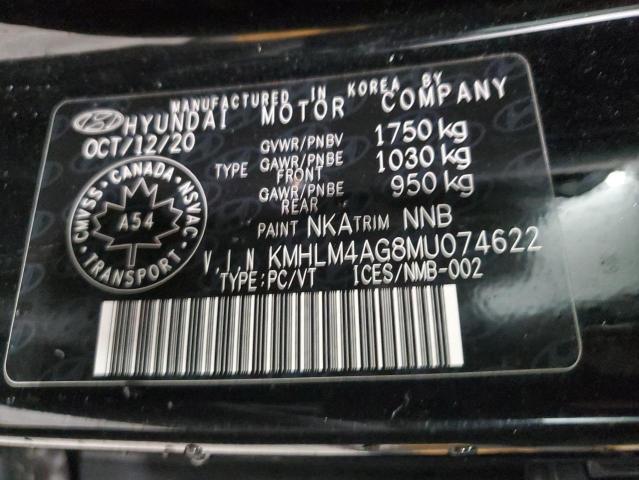 MANUFACTURED IN KOREA BY
HYUNDAI MOTOR COMPANY
OCT/12/20
TYPE
GVWR/PNBV 1750 kg
GAWR/PNBE FRONT 1030 kg
GAWR/PNBE REAR 950 kg
PAINT NKA TRIM NNB
V.I.N KMHLM4AG8MU074622
TYPE:PC/VT ICES/NMB-002
CMVSS · CANADA · NSVAC
A54
TRANSPORT